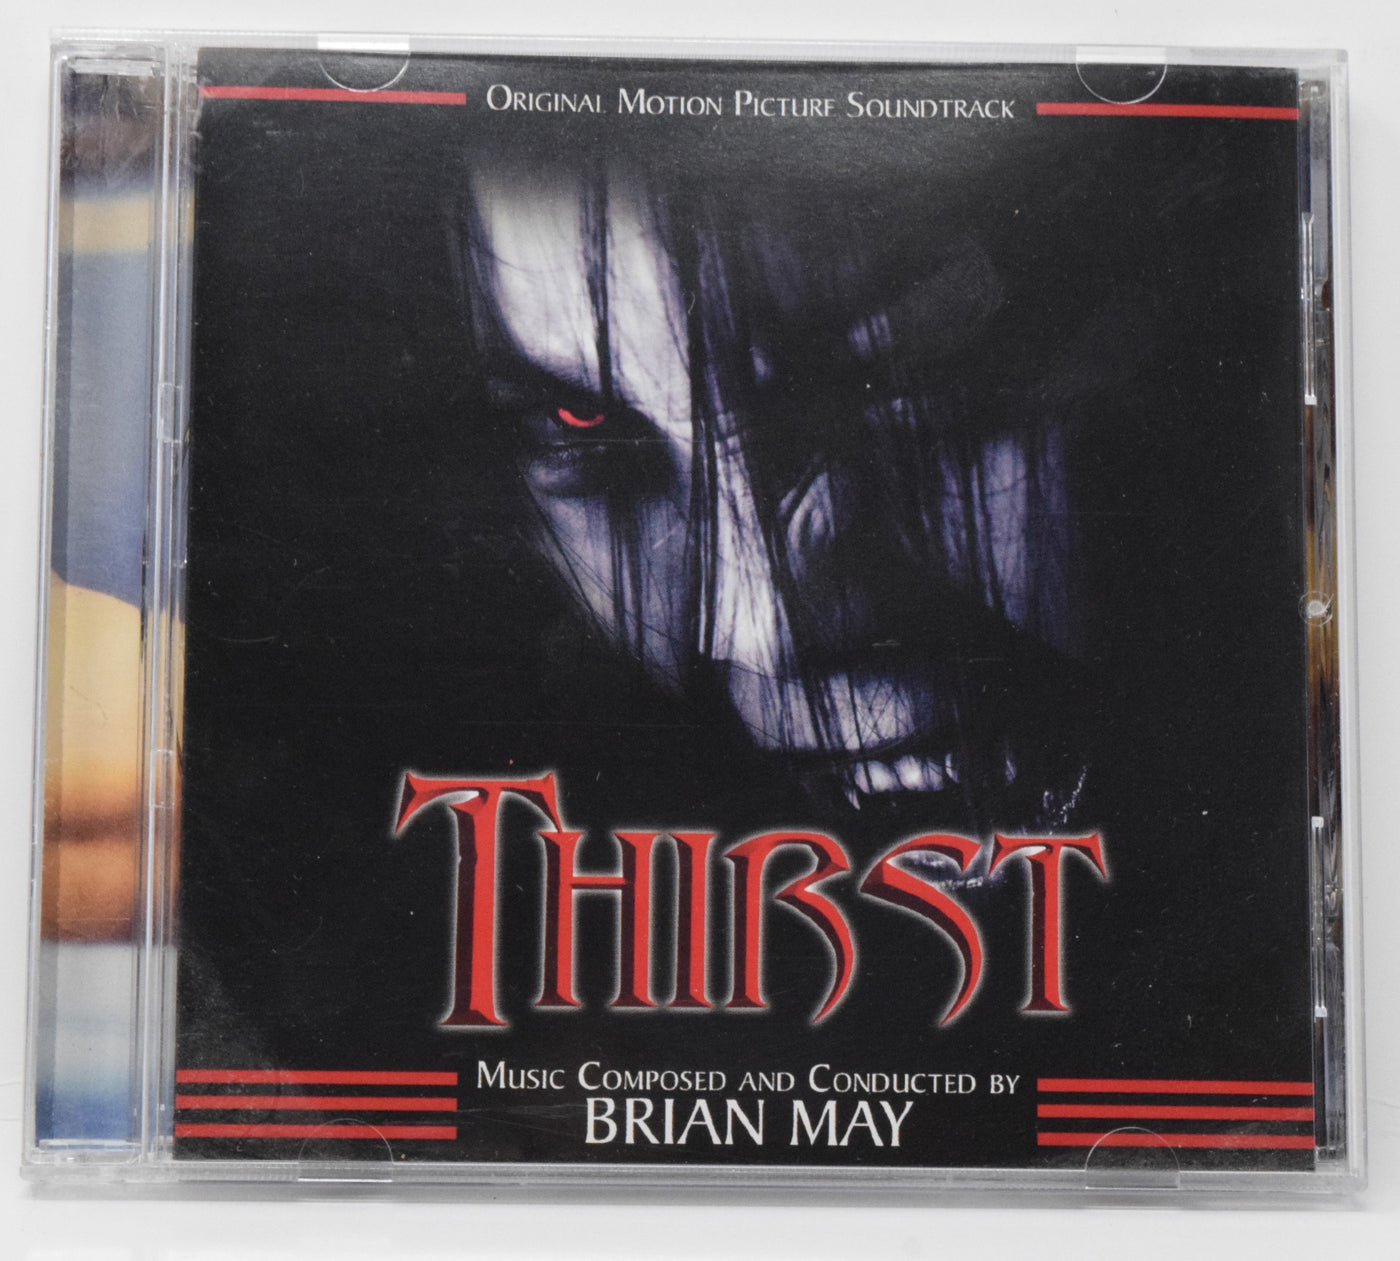 Original Motion Picture Soundtrack
Thirst
Music Composed and Conducted by
BRIAN MAY